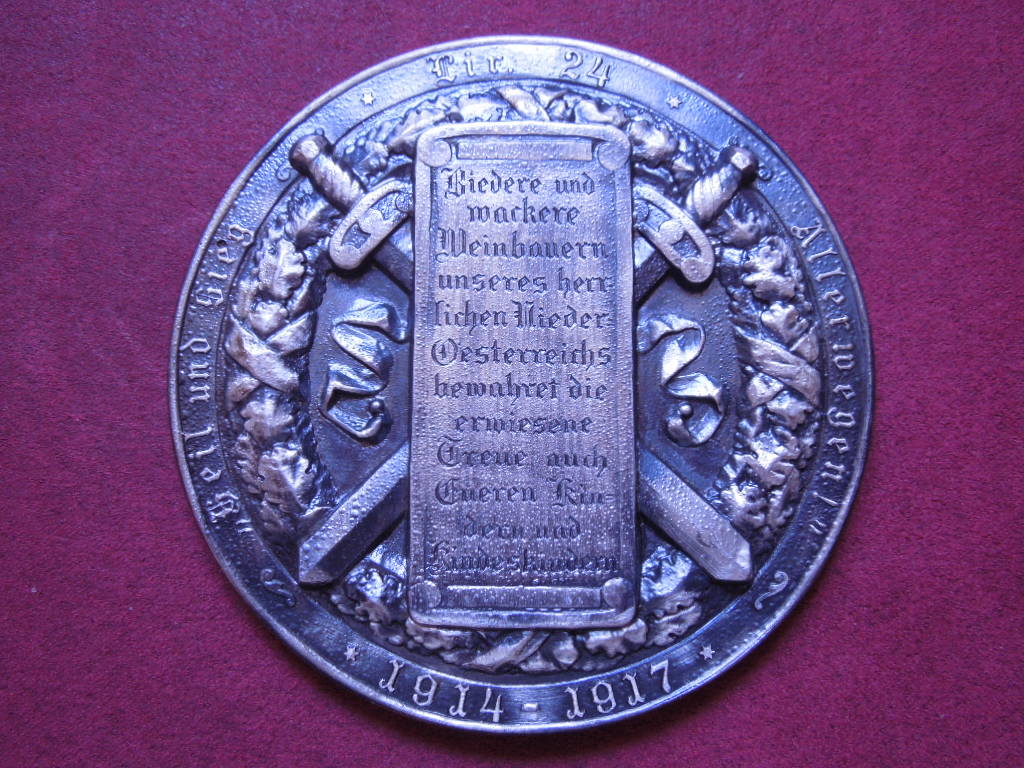 Lir. 24
„Heil und Sieg
Allerwegen!“
Biedere und
wackere
Weinbauern
unseres herr-
lichen Nieder-
Oesterreichs
bewahret die
erwiesene
Treue auch
Eueren Kin-
dern und
Kindeskindern
1914 - 1917